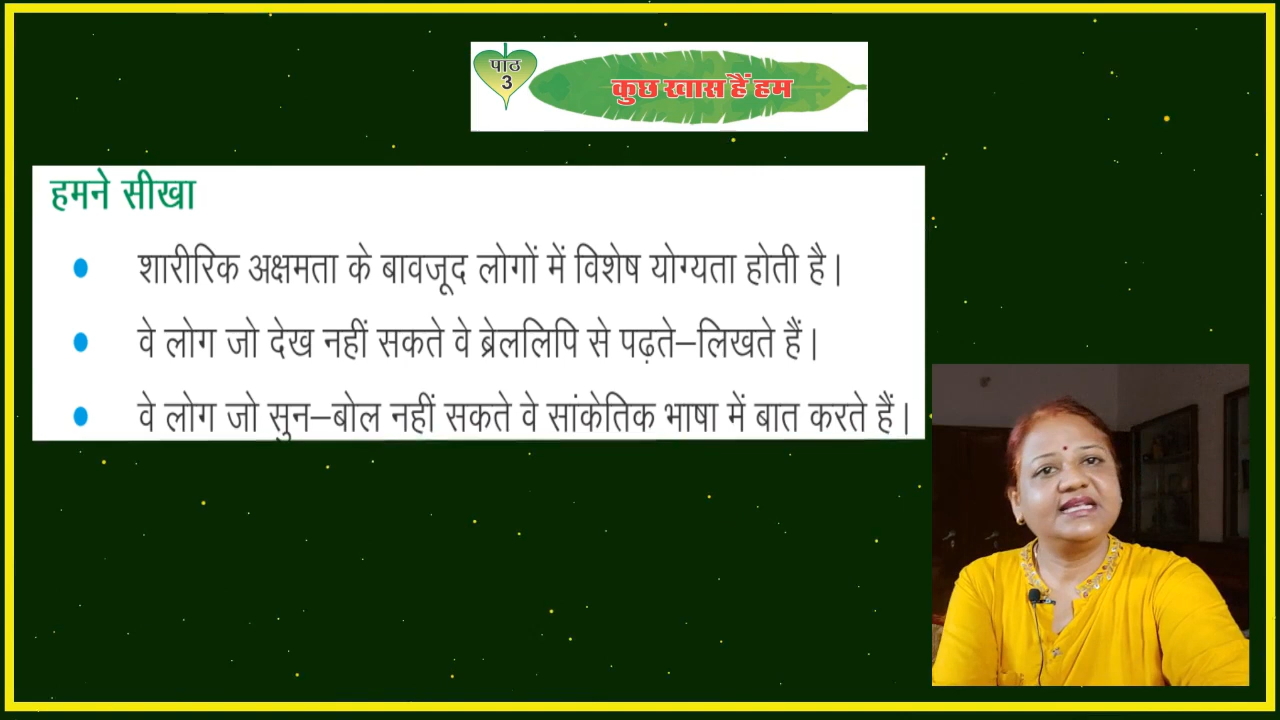 पाठ
3
कुछ खास हैं हम
हमने सीखा
• शारीरिक अक्षमता के बावजूद लोगों में विशेष योग्यता होती है।
• वे लोग जो देख नहीं सकते वे ब्रेललिपि से पढ़ते–लिखते हैं।
• वे लोग जो सुन–बोल नहीं सकते वे सांकेतिक भाषा में बात करते हैं।